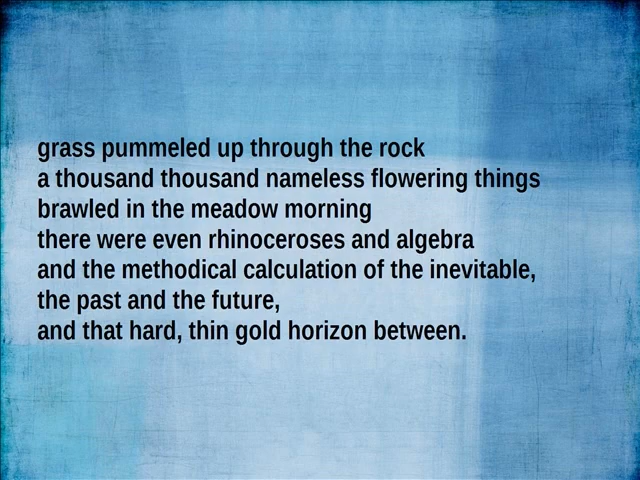 grass pummeled up through the rock
a thousand thousand nameless flowering things
brawled in the meadow morning
there were even rhinoceroses and algebra
and the methodical calculation of the inevitable,
the past and the future,
and that hard, thin gold horizon between.